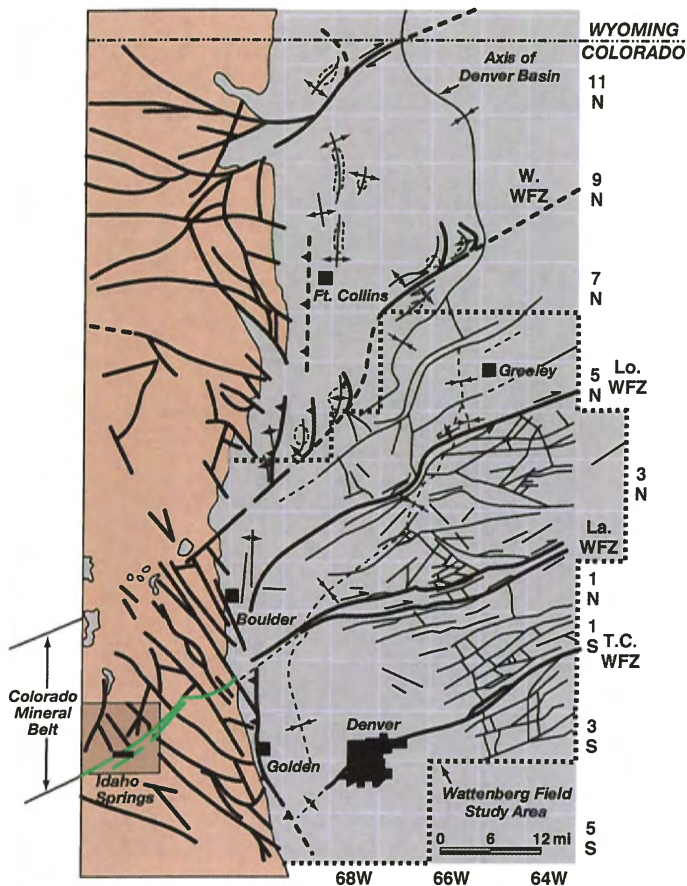 WYOMING
COLORADO
Axis of
Denver Basin
11
N
W.
WFZ
9
N
7
N
Ft. Collins
Greeley
5
N
Lo.
WFZ
3
N
La.
WFZ
1
N
Boulder
1
S
T.C.
WFZ
Colorado
Mineral
Belt
Denver
3
S
Golden
Idaho
Springs
Wattenberg Field
Study Area
0 6 12 mi
5
S
68W 66W 64W